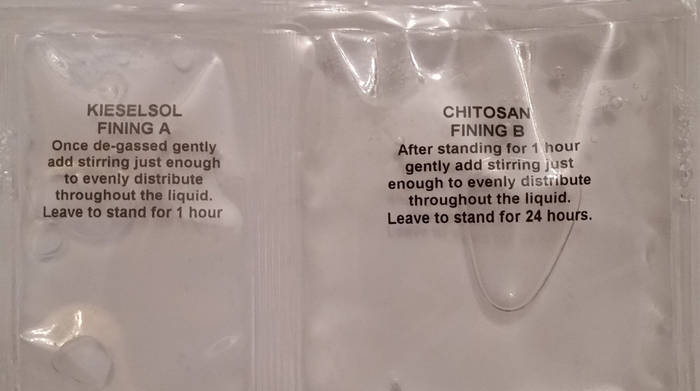 KIESELSOL
FINING A
Once de-gassed gently
add stirring just enough
to evenly distribute
throughout the liquid.
Leave to stand for 1 hour
CHITOSAN
FINING B
After standing for 1 hour
gently add stirring just
enough to evenly distribute
throughout the liquid.
Leave to stand for 24 hours.